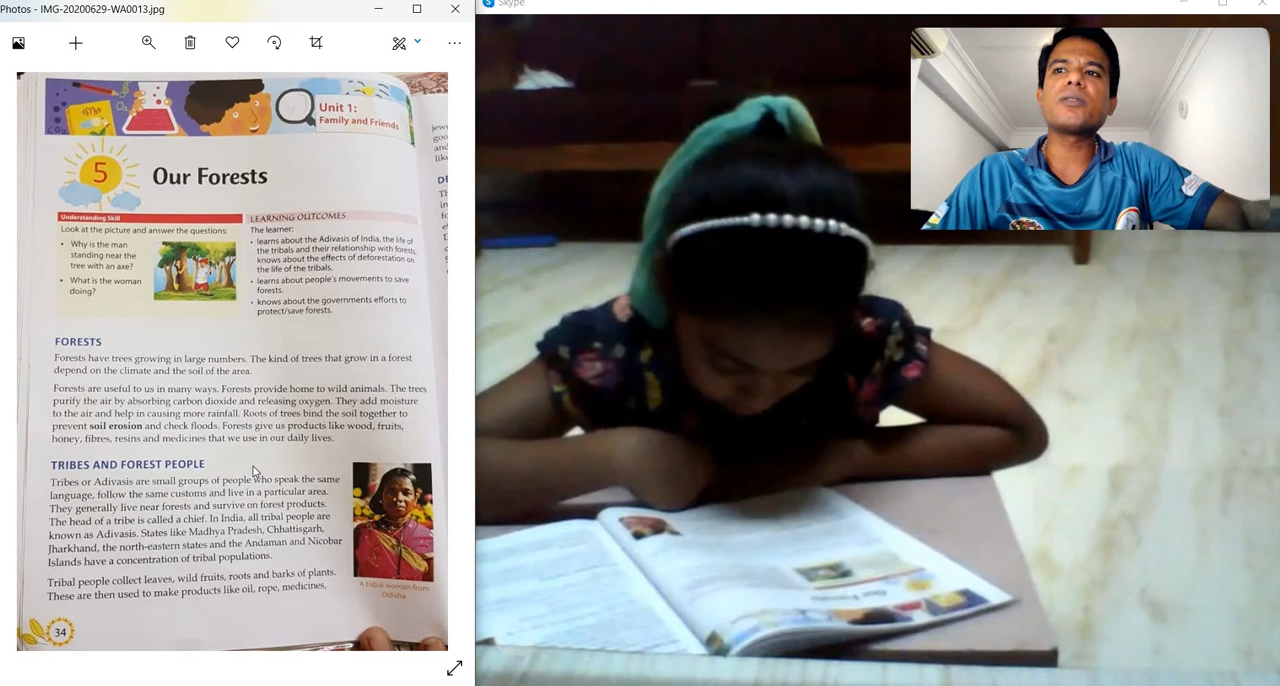 Photos - IMG-20200629-WA0013.jpg
Skype
Unit 1:
Family and Friends
5
Our Forests
Understanding Skill
Look at the picture and answer the questions:
• Why is the man
standing near the
tree with an axe?
• What is the woman
doing?
LEARNING OUTCOMES
The learner:
• learns about the Adivasis of India, the life of
the tribals and their relationship with forests,
knows about the effects of deforestation on
the life of the tribals.
• learns about people's movements to save
forests.
• knows about the governments efforts to
protect/save forests.
FORESTS
Forests have trees growing in large numbers. The kind of trees that grow in a forest
depend on the climate and the soil of the area.
Forests are useful to us in many ways. Forests provide home to wild animals. The trees
purify the air by absorbing carbon dioxide and releasing oxygen. They add moisture
to the air and help in causing more rainfall. Roots of trees bind the soil together to
prevent soil erosion and check floods. Forests give us products like wood, fruits,
honey, fibres, resins and medicines that we use in our daily lives.
TRIBES AND FOREST PEOPLE
Tribes or Adivasis are small groups of people who speak the same
language, follow the same customs and live in a particular area.
They generally live near forests and survive on forest products.
The head of a tribe is called a chief. In India, all tribal people are
known as Adivasis. States like Madhya Pradesh, Chhattisgarh,
Jharkhand, the north-eastern states and the Andaman and Nicobar
Islands have a concentration of tribal populations.
Tribal people collect leaves, wild fruits, roots and barks of plants.
These are then used to make products like oil, rope, medicines,
A tribal woman from
Odisha
34